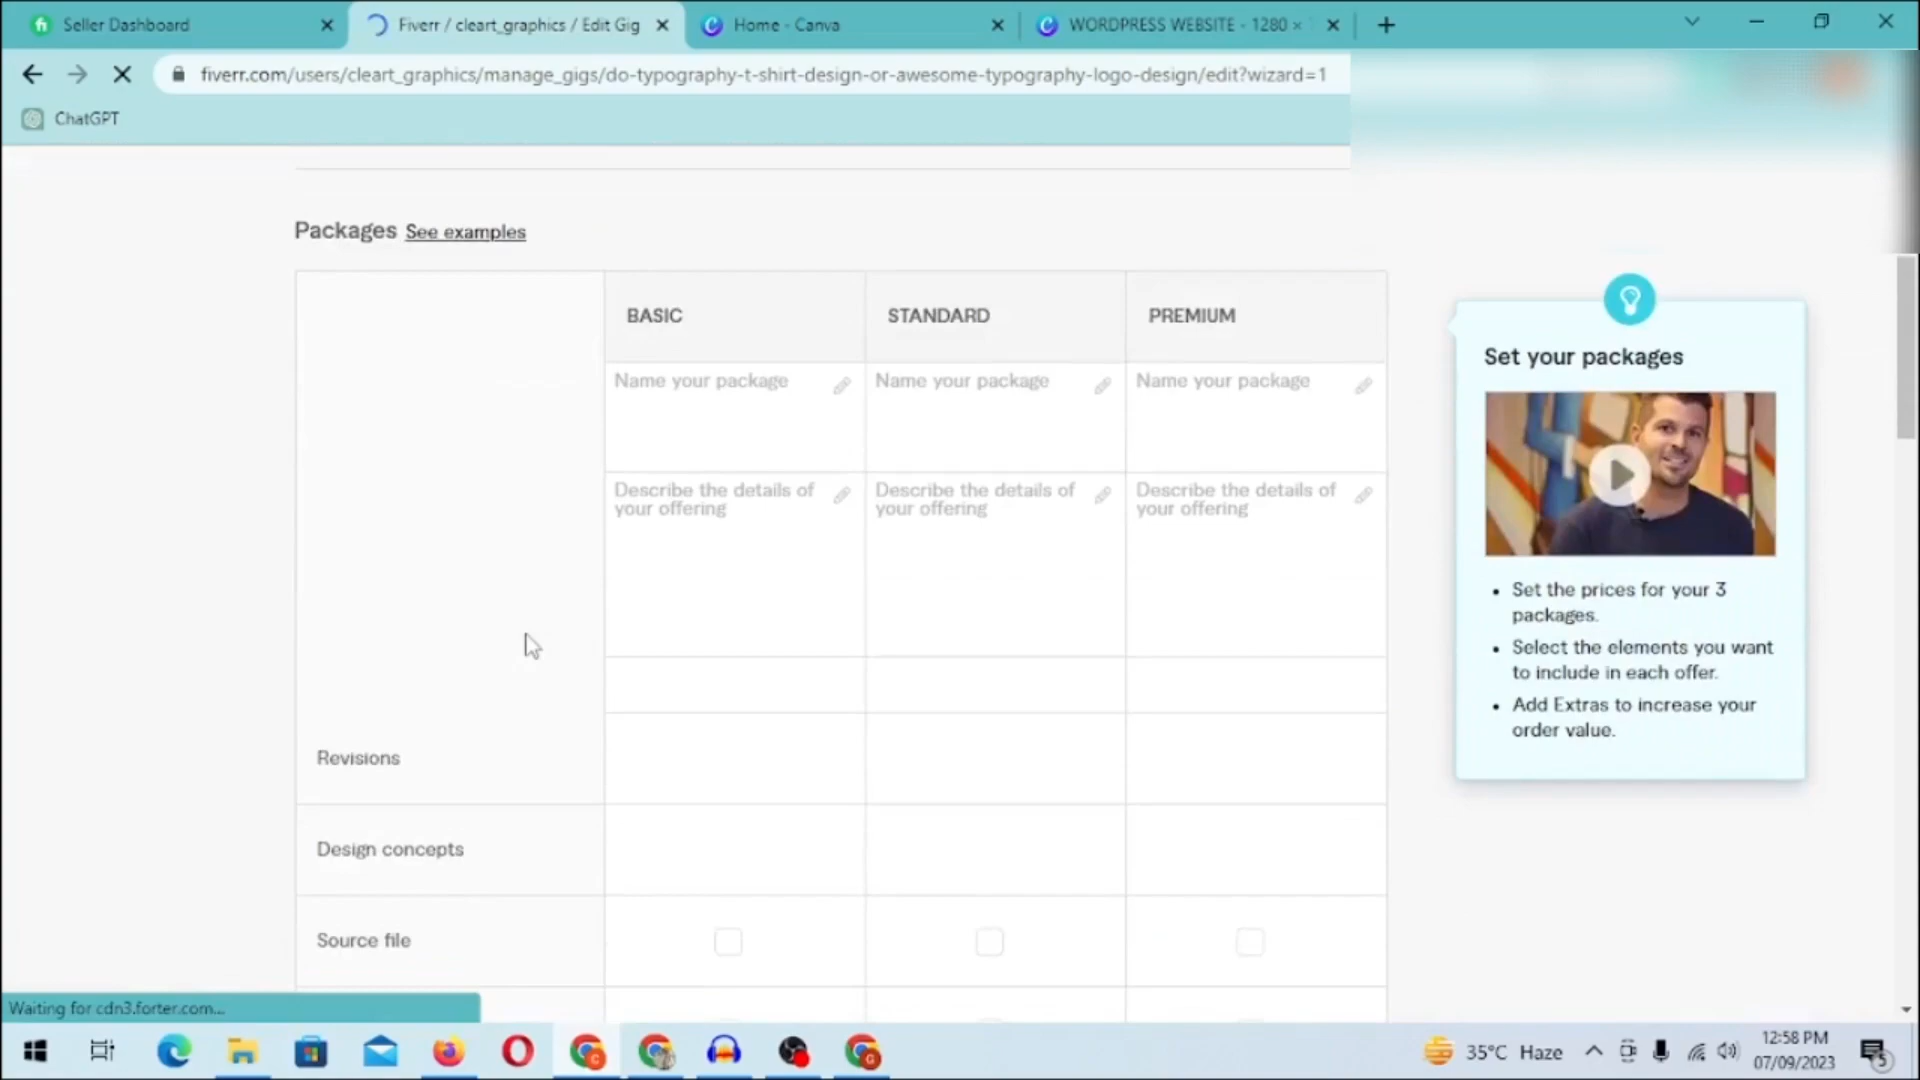 Seller Dashboard
Fiverr / cleart_graphics / Edit Gig
Home - Canva
WORDPRESS WEBSITE - 1280 ×
fiverr.com/users/cleart_graphics/manage_gigs/do-typography-t-shirt-design-or-awesome-typography-logo-design/edit?wizard=1
ChatGPT
Packages See examples
BASIC STANDARD PREMIUM
Name your package Name your package Name your package
Describe the details of Describe the details of Describe the details of
your offering your offering your offering
Revisions
Design concepts
Source file
Set your packages
Set the prices for your 3
packages.
Select the elements you want
to include in each offer.
Add Extras to increase your
order value.
Waiting for cdn3.forter.com...
35°C Haze
12:58 PM
07/09/2023
5